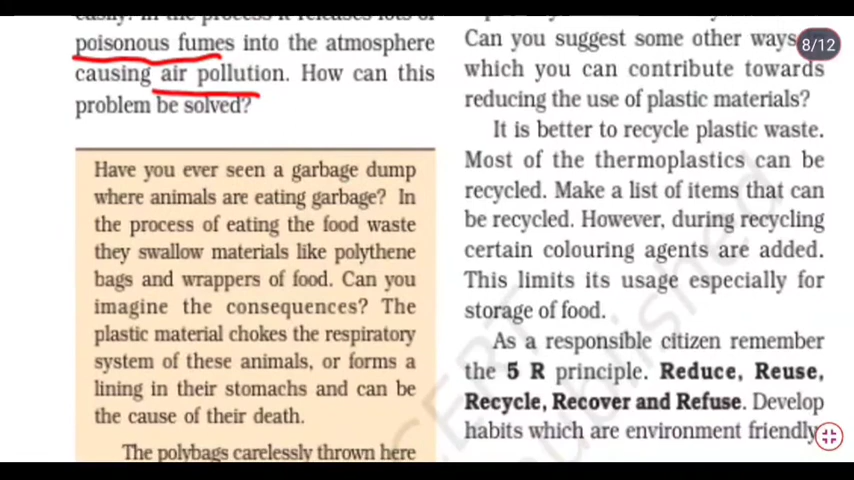 poisonous fumes into the atmosphere
causing air pollution. How can this
problem be solved?
Have you ever seen a garbage dump
where animals are eating garbage? In
the process of eating the food waste
they swallow materials like polythene
bags and wrappers of food. Can you
imagine the consequences? The
plastic material chokes the respiratory
system of these animals, or forms a
lining in their stomachs and can be
the cause of their death.
The polybags carelessly thrown here
Can you suggest some other ways
which you can contribute towards
reducing the use of plastic materials?
It is better to recycle plastic waste.
Most of the thermoplastics can be
recycled. Make a list of items that can
be recycled. However, during recycling
certain colouring agents are added.
This limits its usage especially for
storage of food.
As a responsible citizen remember
the 5 R principle. Reduce, Reuse,
Recycle, Recover and Refuse. Develop
habits which are environment friendly.
8/12